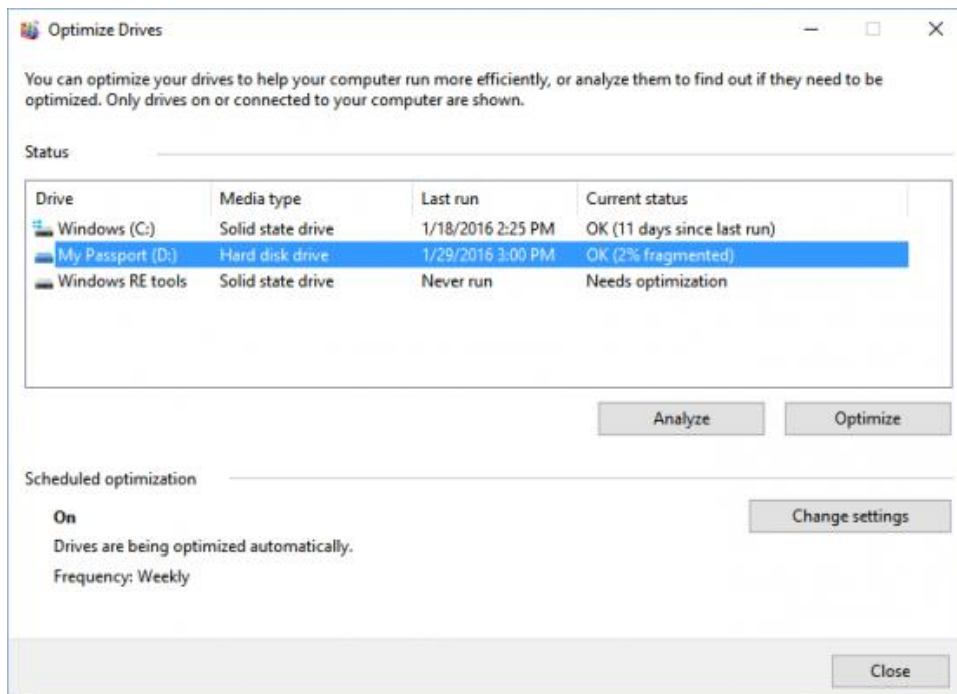 Optimize Drives
You can optimize your drives to help your computer run more efficiently, or analyze them to find out if they need to be
optimized. Only drives on or connected to your computer are shown.
Status
Drive Media type Last run Current status
Windows (C:) Solid state drive 1/18/2016 2:25 PM OK (11 days since last run)
My Passport (D:) Hard disk drive 1/29/2016 3:00 PM OK (2% fragmented)
Windows RE tools Solid state drive Never run Needs optimization
Analyze Optimize
Scheduled optimization
On Change settings
Drives are being optimized automatically.
Frequency: Weekly
Close